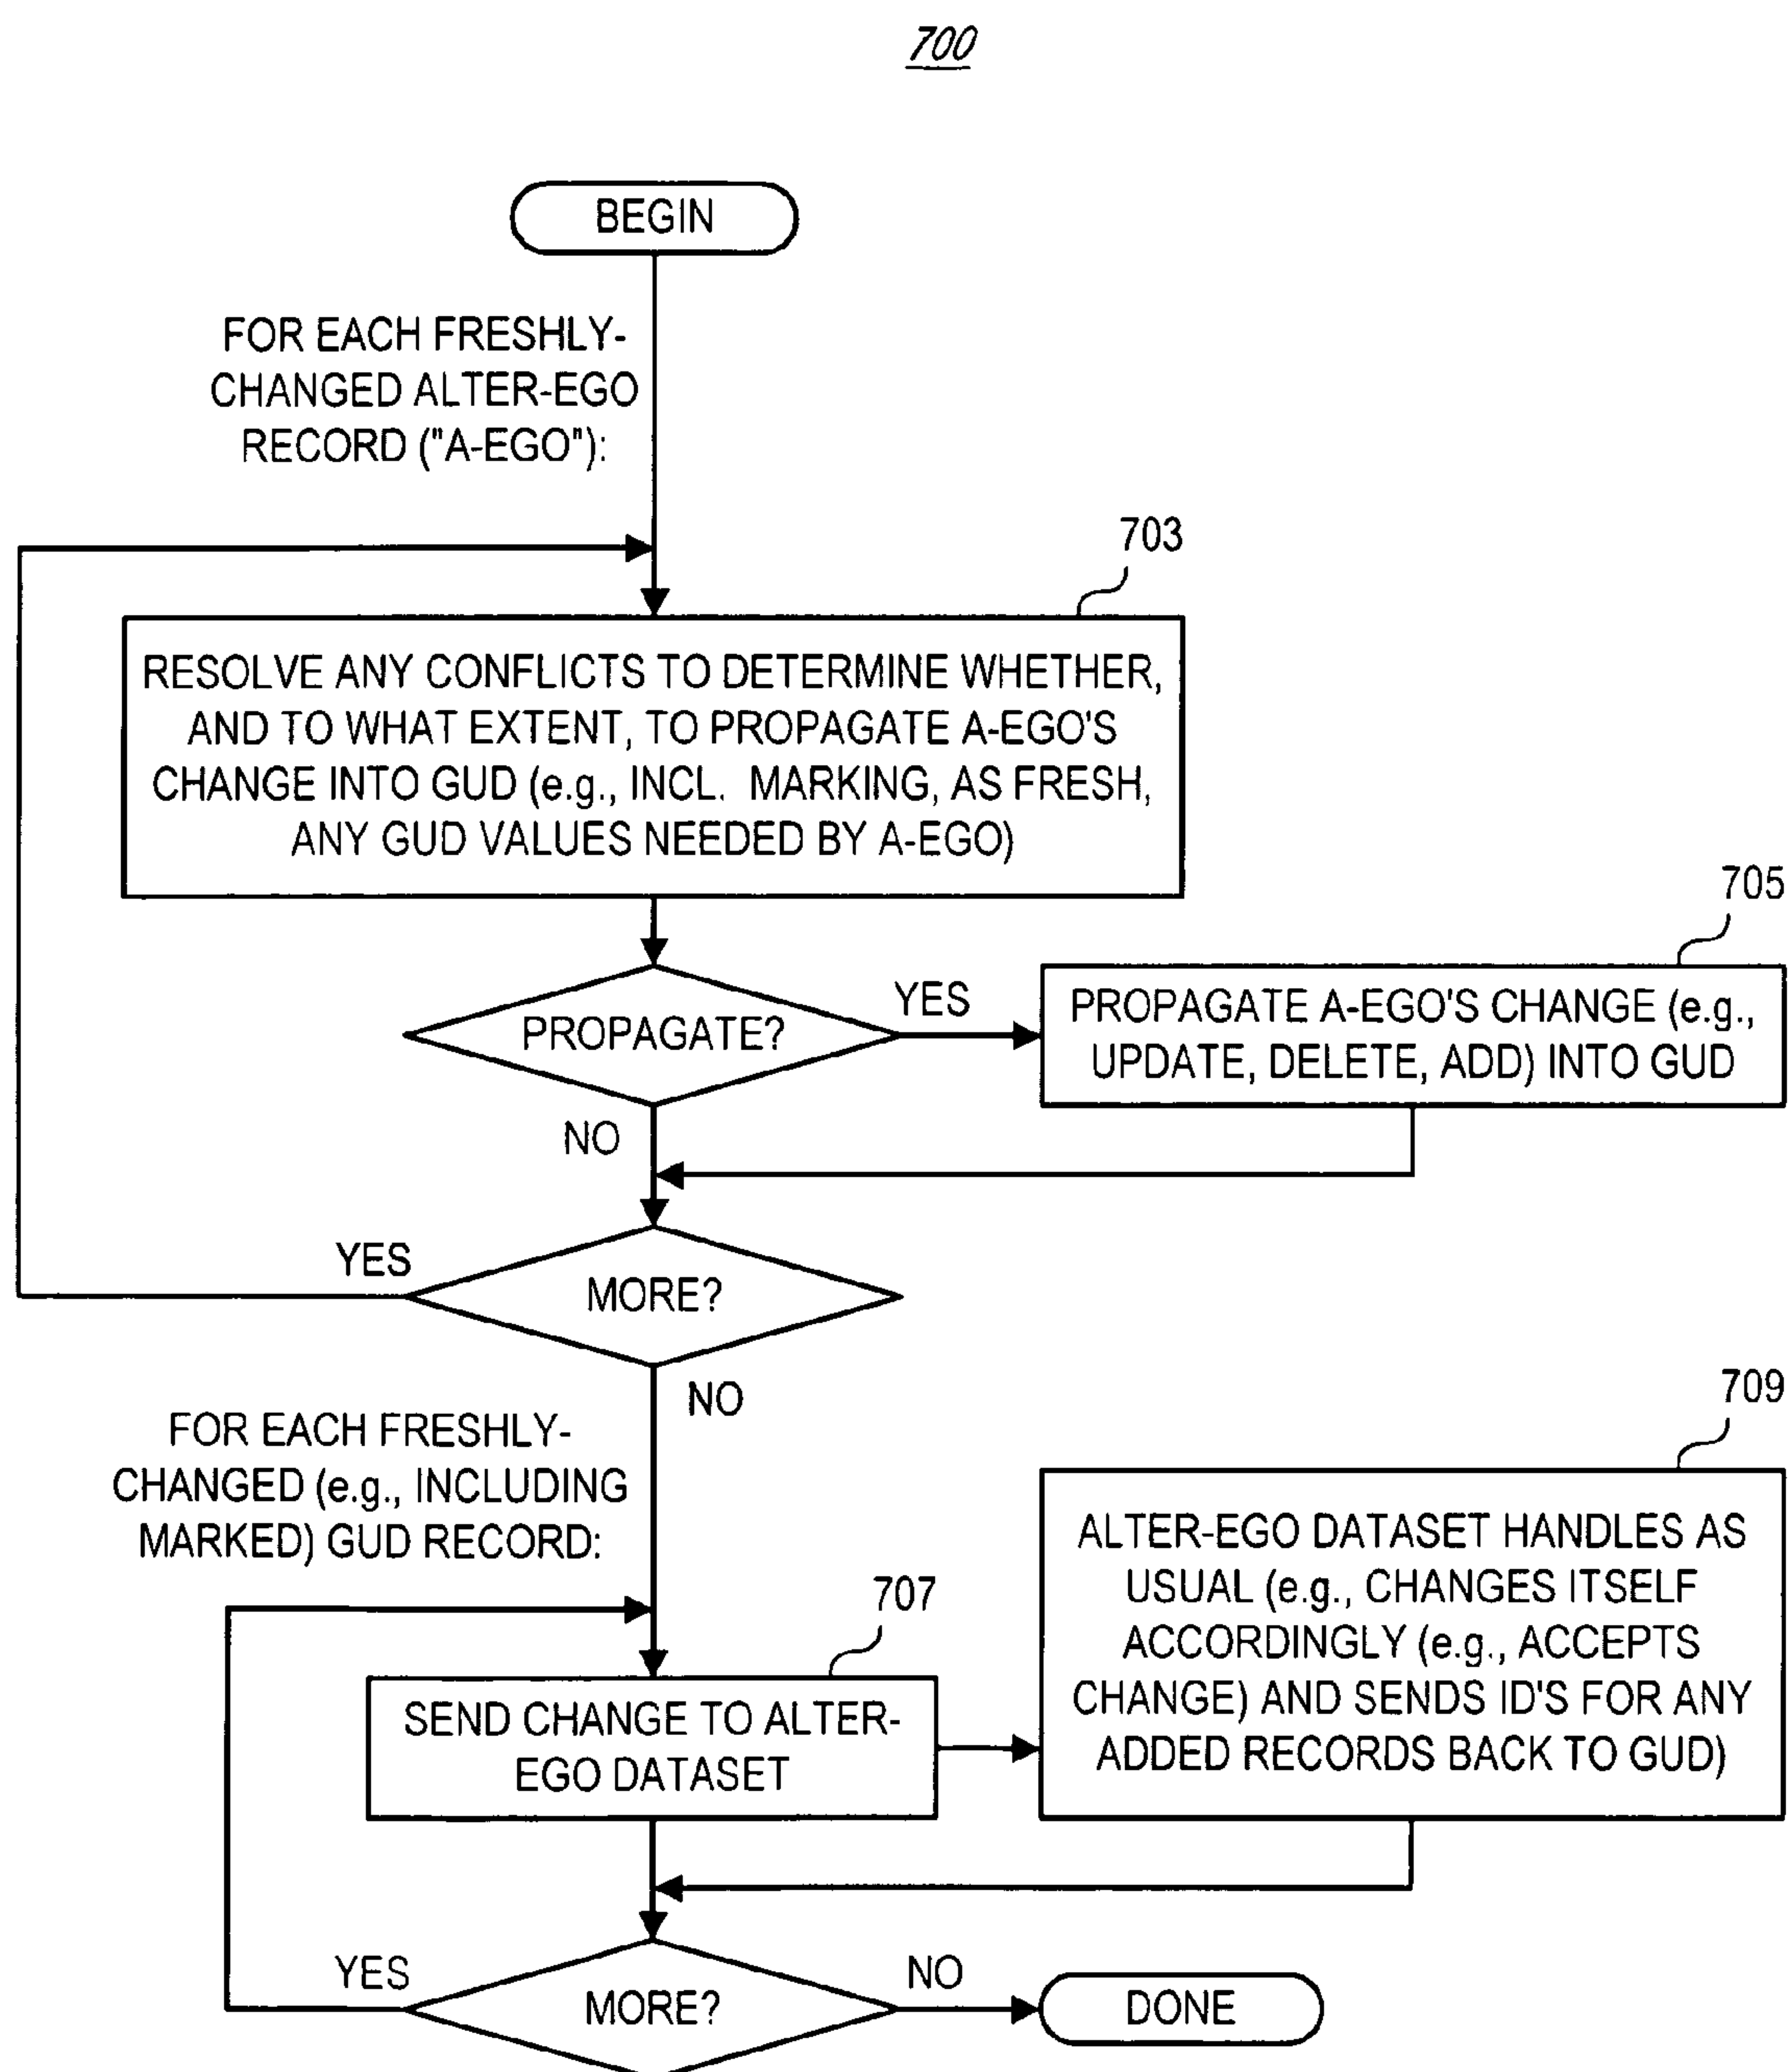 700
BEGIN
FOR EACH FRESHLY-
CHANGED ALTER-EGO
RECORD ("A-EGO"):
703
RESOLVE ANY CONFLICTS TO DETERMINE WHETHER,
AND TO WHAT EXTENT, TO PROPAGATE A-EGO'S
CHANGE INTO GUD (e.g., INCL. MARKING, AS FRESH,
ANY GUD VALUES NEEDED BY A-EGO)
705
PROPAGATE?
YES
PROPAGATE A-EGO'S CHANGE (e.g.,
UPDATE, DELETE, ADD) INTO GUD
NO
YES
MORE?
NO
FOR EACH FRESHLY-
CHANGED (e.g., INCLUDING
MARKED) GUD RECORD:
707
SEND CHANGE TO ALTER-
EGO DATASET
709
ALTER-EGO DATASET HANDLES AS
USUAL (e.g., CHANGES ITSELF
ACCORDINGLY (e.g., ACCEPTS
CHANGE) AND SENDS ID'S FOR ANY
ADDED RECORDS BACK TO GUD)
YES
MORE?
NO
DONE